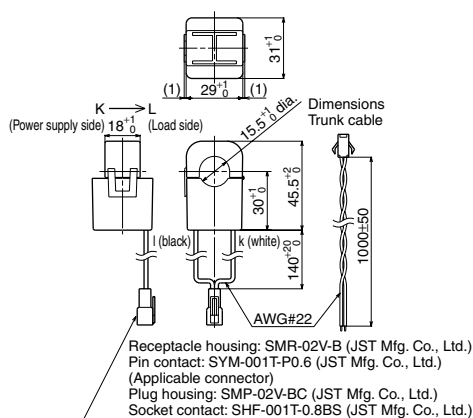 31+1 0
(1) 29+1 0 (1)
K → L
(Power supply side) 18+1 0 (Load side)
15.5+1 0 dia.
Dimensions
Trunk cable
45.5+2 0
30+1 0
l (black)
k (white)
140+20 0
1000±50
AWG#22
Receptacle housing: SMR-02V-B (JST Mfg. Co., Ltd.)
Pin contact: SYM-001T-P0.6 (JST Mfg. Co., Ltd.)
(Applicable connector)
Plug housing: SMP-02V-BC (JST Mfg. Co., Ltd.)
Socket contact: SHF-001T-0.8BS (JST Mfg. Co., Ltd.)